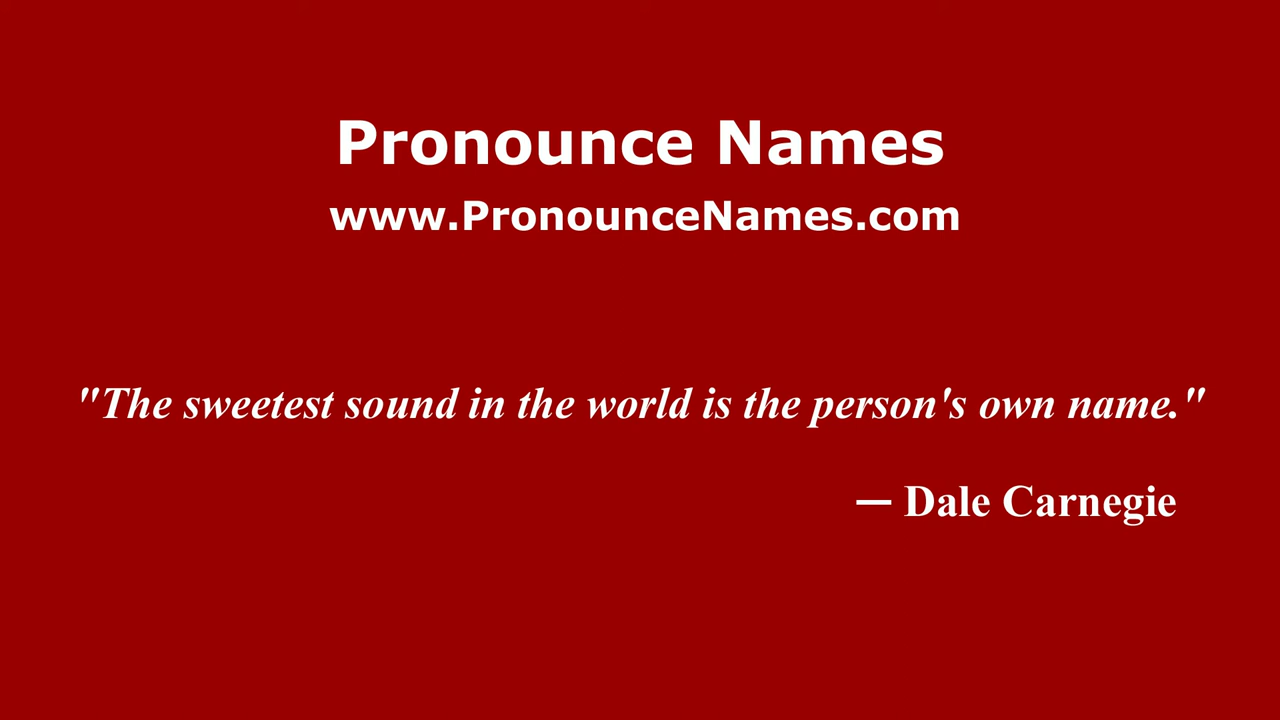 Pronounce Names
www.PronounceNames.com
"The sweetest sound in the world is the person's own name."
— Dale Carnegie